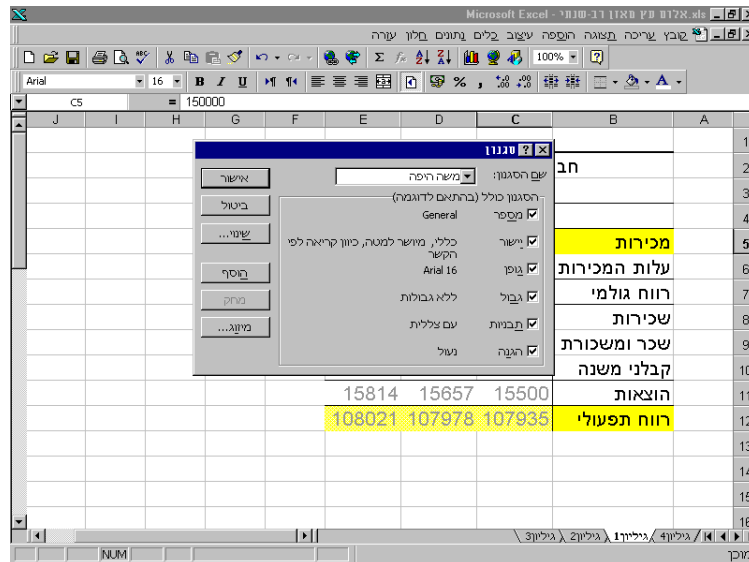 Microsoft Excel - אלרם עץ מאזן רב-שנתי.xls
קובץ עריכה תצוגה הוספה עיצוב כלים נתונים חלון עזרה
100%
Arial 16 B I U % , A
C5 = 150000
A B C D E F G H I J
1
2 חב
3
4
5 מכירות
6 עלות המכירות
7 רווח גולמי
8 שכירות
9 שכר ומשכורת
10 קבלני משנה
11 הוצאות 15500 15657 15814
12 רווח תפעולי 107935 107978 108021
13
14
15
16
סגנון
שם הסגנון: משה היפה
הסגנון כולל (בהתאם לדוגמה)
מספר General
יישור כללי, מיושר למטה, כיוון קריאה לפי
הקשר
גופן Arial 16
גבול ללא גבולות
תבניות עם צללית
הגנה נעול
אישור
ביטול
שינוי...
הוסף
מחק
מיזוג...
גיליון4 גיליון1 גיליון2 גיליון3
מוכן NUM